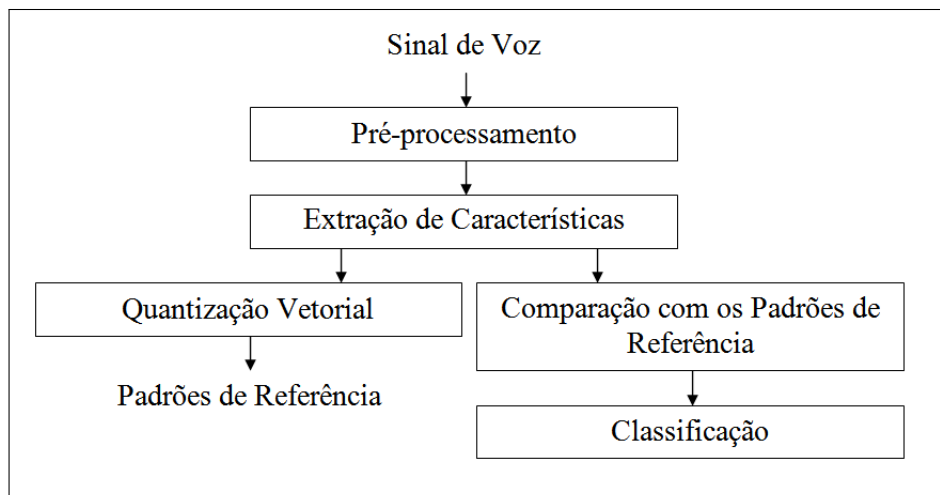 Sinal de Voz
Pré-processamento
Extração de Características
Quantização Vetorial
Padrões de Referência
Comparação com os Padrões de
Referência
Classificação